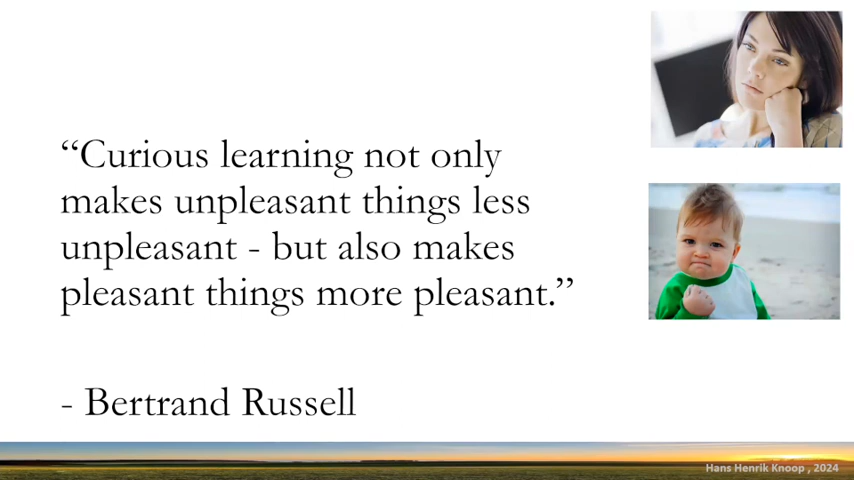 “Curious learning not only
makes unpleasant things less
unpleasant - but also makes
pleasant things more pleasant.”
- Bertrand Russell
Hans Henrik Knoop , 2024